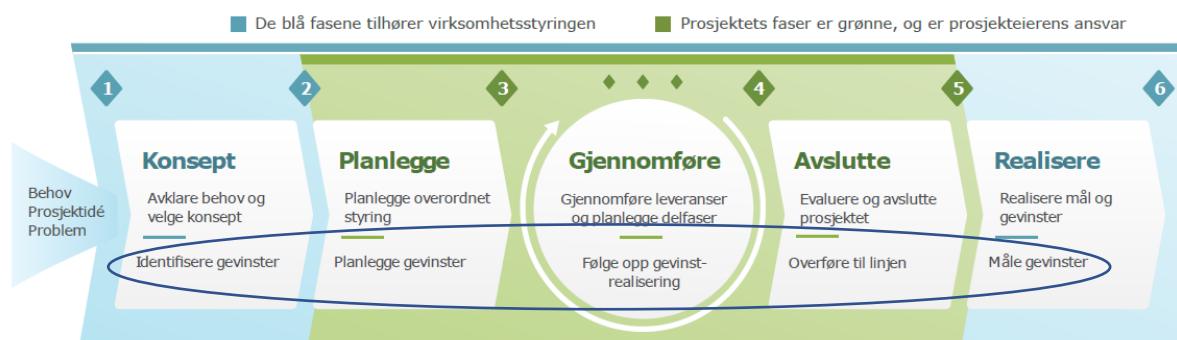 De blå fasene tilhører virksomhetsstyringen
Prosjektets faser er grønne, og er prosjekteierens ansvar
1
2
3
4
5
6
Behov
Prosjektidé
Problem
Konsept
Avklare behov og
velge konsept
Identifisere gevinster
Planlegge
Planlegge overordnet
styring
Planlegge gevinster
Gjennomføre
Gjennomføre leveranser
og planlegge delfaser
Følge opp gevinst-
realisering
Avslutte
Evaluere og avslutte
prosjektet
Overføre til linjen
Realisere
Realisere mål og
gevinster
Måle gevinster